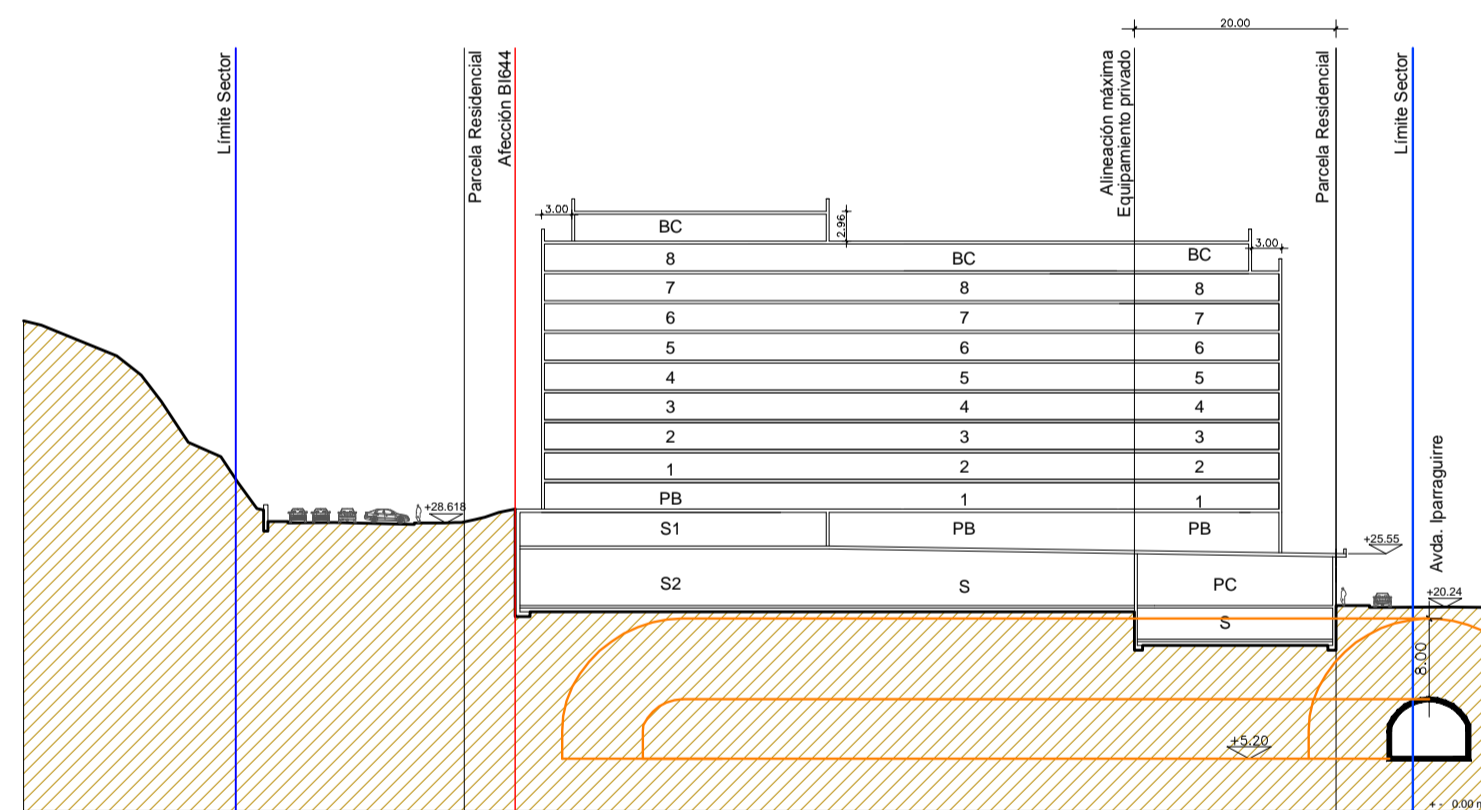 20.00
Límite Sector
Parcela Residencial
Afección BI644
Alineación máxima
Equipamiento privado
Parcela Residencial
Límite Sector
3.00
BC
2.96
3.00
8
BC
BC
7
8
8
6
7
7
5
6
6
4
5
5
3
4
4
2
3
3
1
2
2
PB
1
1
+28.618
S1
PB
PB
+25.55
Avda. Iparraguirre
S2
S
PC
+20.24
S
8.00
+5.20
+- 0.00